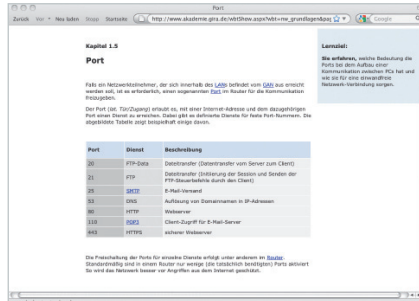 Port
Zurück Vor Neu laden Stopp Startseite http://www.akademie.gira.de/wbtShow.aspx?wbt=me_grundlagen&pag Google
Kapitel 1.5
Port
Falls ein Netzwerkteilnehmer, der sich innerhalb des LANs befindet vom GAN aus erreicht
werden soll, ist es erforderlich, einen sogenannten Port im Router für die Kommunikation
freizugeben.
Der Port (lat. Tür/Zugang) erlaubt es, mit einer Internet-Adresse und dem dazugehörigen
Port einen Dienst zu erreichen. Dabei gibt es definierte Dienste für feste Port-Nummern. Die
abgebildete Tabelle zeigt beispielhaft einige davon.
Port Dienst Beschreibung
20 FTP-Data Dateitransfer (Datentransfer vom Server zum Client)
21 FTP Dateitransfer (Initiierung der Session und Senden der
FTP-Steuerbefehle durch den Client)
25 SMTP E-Mail-Versand
53 DNS Auflösung von Domainnamen in IP-Adressen
80 HTTP Webserver
110 POP3 Client-Zugriff für E-Mail-Server
443 HTTPS sicherer Webserver
Die Freischaltung der Ports für einzelne Dienste erfolgt unter anderem im Router.
Standardmäßig sind in einem Router nur wenige (die tatsächlich benötigten) Ports aktiviert
So wird das Netzwerk besser vor Angriffen aus dem Internet geschützt.
Lernziel:
Sie erfahren, welche Bedeutung die
Ports bei dem Aufbau einer
Kommunikation zwischen PCs hat und
wie sie für eine einwandfreie
Netzwerk-Verbindung sorgen.